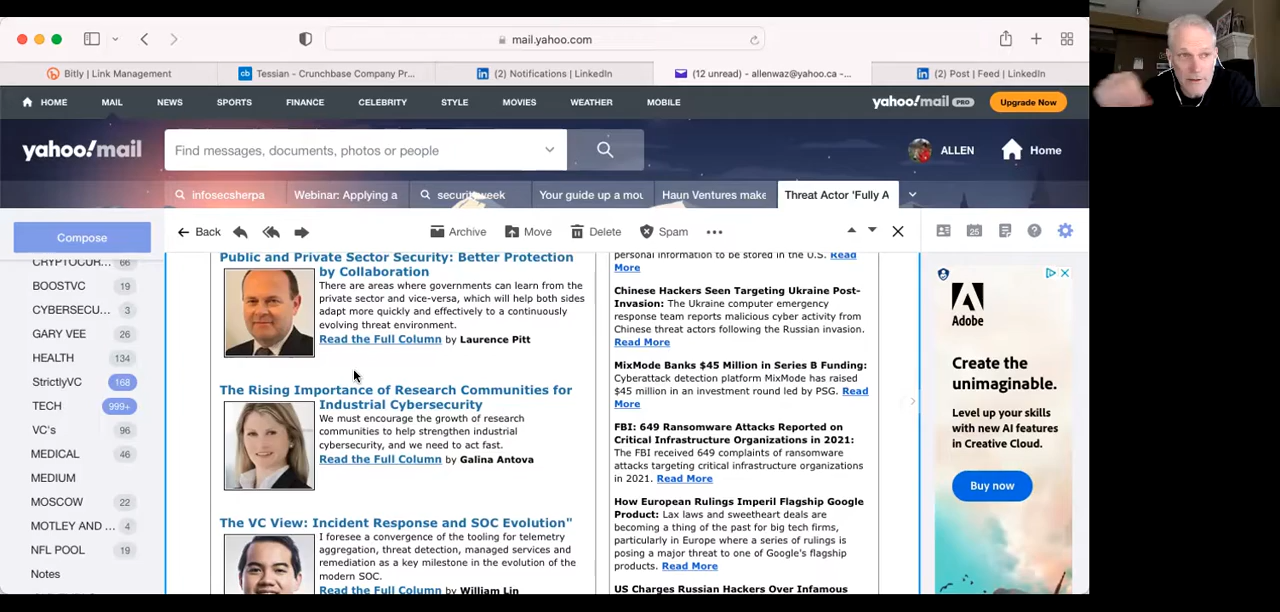 mail.yahoo.com
Bitly | Link Management
Tessian - Crunchbase Company Pr...
(2) Notifications | LinkedIn
(12 unread) - allenwaz@yahoo.ca -...
(2) Post | Feed | LinkedIn
HOME MAIL NEWS SPORTS FINANCE CELEBRITY STYLE MOVIES WEATHER MOBILE
yahoo!mail PRO
Upgrade Now
yahoo!mail
Find messages, documents, photos or people
ALLEN
Home
infosecsherpa
Webinar: Applying a
securityweek
Your guide up a mou
Haun Ventures make
Threat Actor 'Fully A
Compose
Back
Archive Move Delete Spam
25
CRYPTOCUR... 66
BOOSTVC 19
CYBERSECU... 3
GARY VEE 26
HEALTH 134
StrictlyVC 168
TECH 999+
VC's 96
MEDICAL 46
MEDIUM
MOSCOW 22
MOTLEY AND ... 4
NFL POOL 19
Notes
Public and Private Sector Security: Better Protection
by Collaboration
There are areas where governments can learn from the
private sector and vice-versa, which will help both sides
adapt more quickly and effectively to a continuously
evolving threat environment.
Read the Full Column by Laurence Pitt
The Rising Importance of Research Communities for
Industrial Cybersecurity
We must encourage the growth of research
communities to help strengthen industrial
cybersecurity, and we need to act fast.
Read the Full Column by Galina Antova
The VC View: Incident Response and SOC Evolution"
I foresee a convergence of the tooling for telemetry
aggregation, threat detection, managed services and
remediation as a key milestone in the evolution of the
modern SOC.
Read the Full Column by William Lin
personal information to be stored in the U.S. Read
More
Chinese Hackers Seen Targeting Ukraine Post-
Invasion: The Ukraine computer emergency
response team reports malicious cyber activity from
Chinese threat actors following the Russian invasion.
Read More
MixMode Banks $45 Million in Series B Funding:
Cyberattack detection platform MixMode has raised
$45 million in an investment round led by PSG. Read
More
FBI: 649 Ransomware Attacks Reported on
Critical Infrastructure Organizations in 2021:
The FBI received 649 complaints of ransomware
attacks targeting critical infrastructure organizations
in 2021. Read More
How European Rulings Imperil Flagship Google
Product: Lax laws and sweetheart deals are
becoming a thing of the past for big tech firms,
particularly in Europe where a series of rulings is
posing a major threat to one of Google's flagship
products. Read More
US Charges Russian Hackers Over Infamous
Adobe
Create the
unimaginable.
Level up your skills
with new AI features
in Creative Cloud.
Buy now